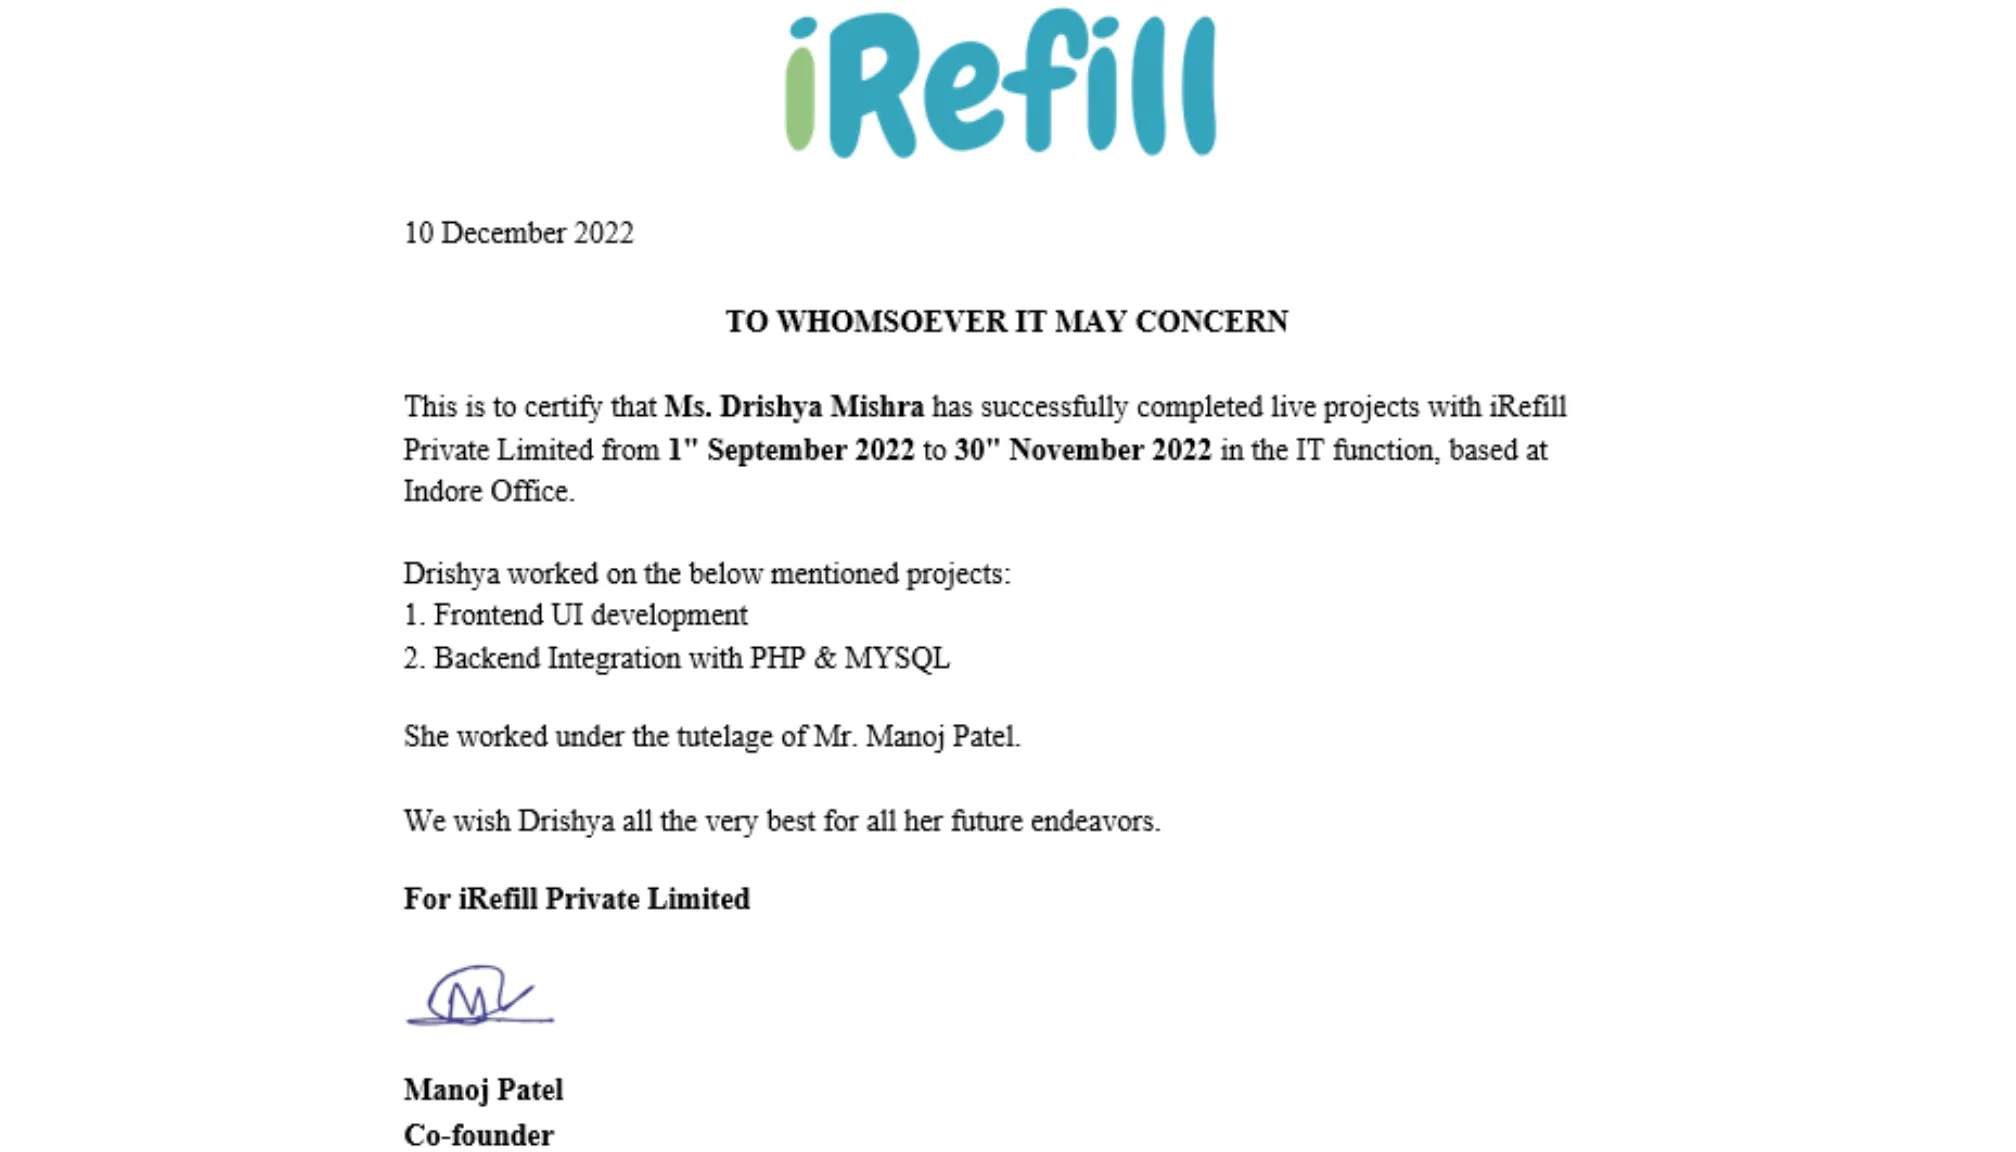 iRefill
10 December 2022
TO WHOMSOEVER IT MAY CONCERN
This is to certify that Ms. Drishya Mishra has successfully completed live projects with iRefill
Private Limited from 1" September 2022 to 30" November 2022 in the IT function, based at
Indore Office.
Drishya worked on the below mentioned projects:
1. Frontend UI development
2. Backend Integration with PHP & MYSQL
She worked under the tutelage of Mr. Manoj Patel.
We wish Drishya all the very best for all her future endeavors.
For iRefill Private Limited
Manoj Patel
Co-founder